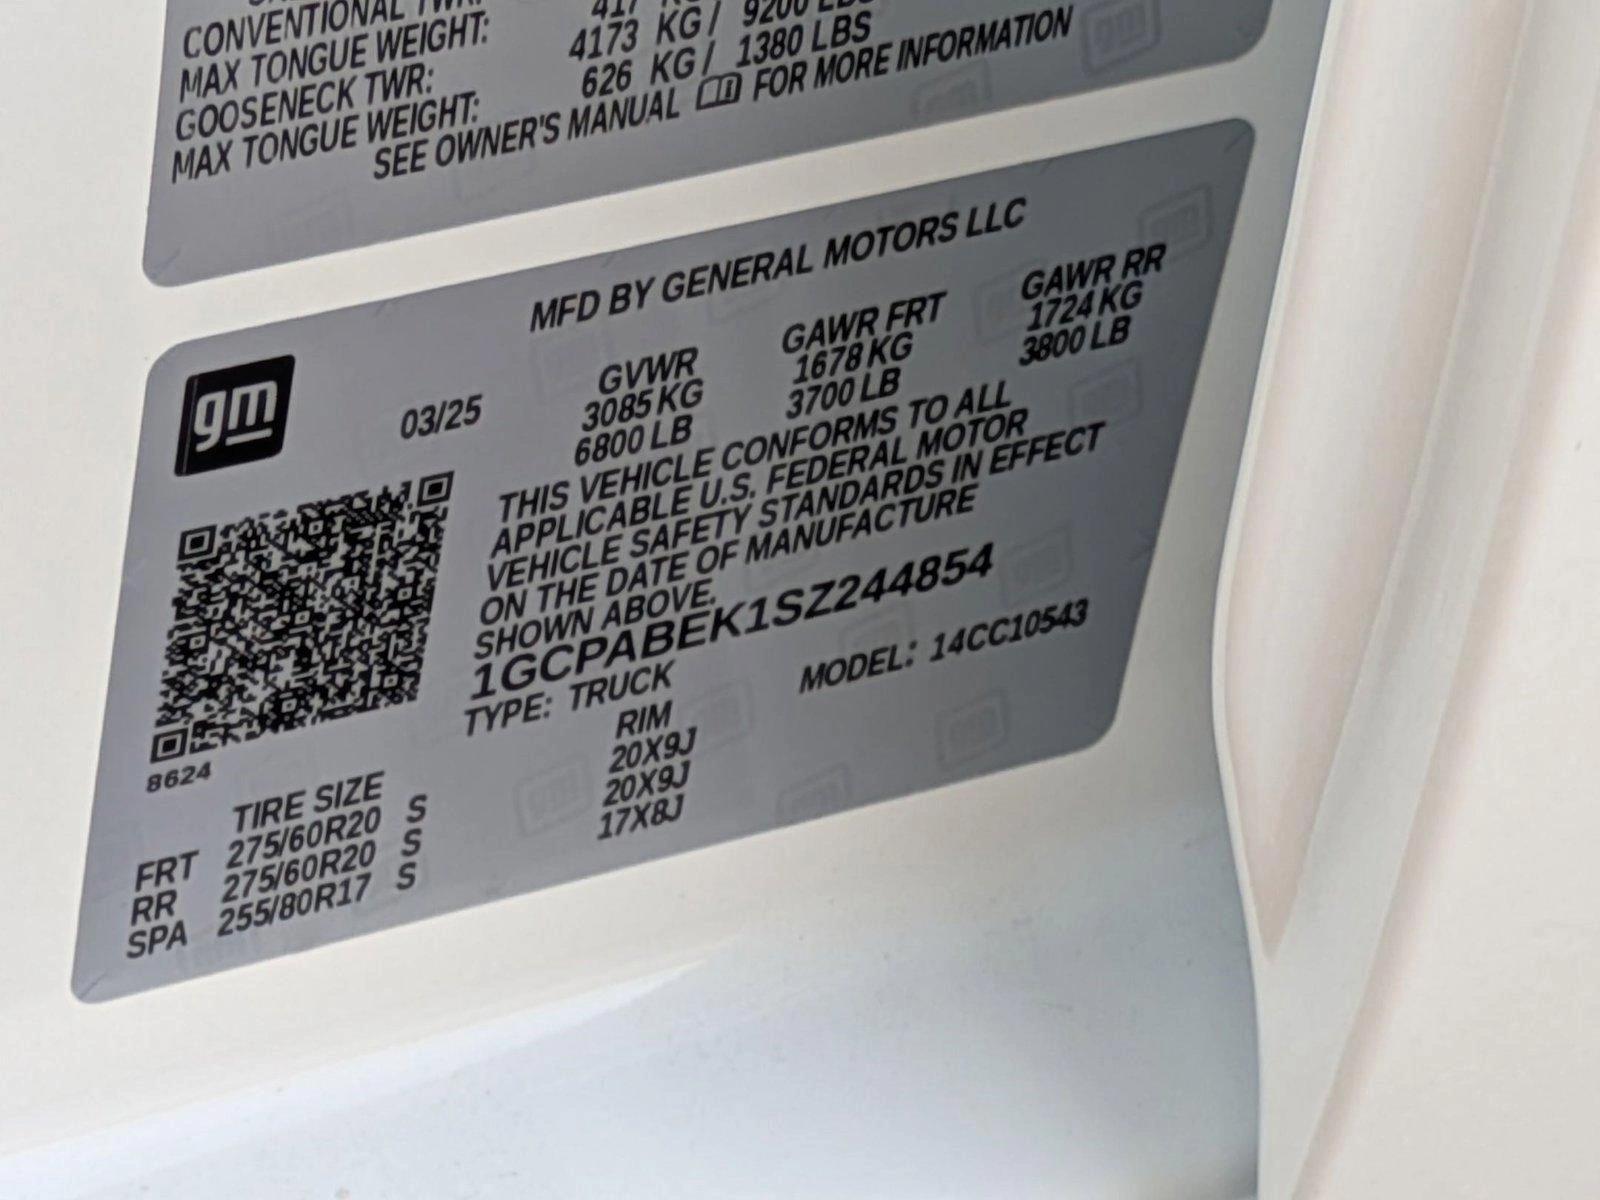 CONVENTIONAL TWR:
MAX TONGUE WEIGHT: 417
GOOSENECK TWR: 4173 KG / 9200 LBS
MAX TONGUE WEIGHT: 626 KG / 1380 LBS
SEE OWNER'S MANUAL FOR MORE INFORMATION
MFD BY GENERAL MOTORS LLC
gm
03/25
GVWR GAWR FRT GAWR RR
3085 KG 1678 KG 1724 KG
6800 LB 3700 LB 3800 LB
THIS VEHICLE CONFORMS TO ALL
APPLICABLE U.S. FEDERAL MOTOR
VEHICLE SAFETY STANDARDS IN EFFECT
ON THE DATE OF MANUFACTURE
SHOWN ABOVE.
1GCPABEK1SZ244854
TYPE: TRUCK MODEL: 14CC10543
8624
TIRE SIZE RIM
FRT 275/60R20 S 20X9J
RR 275/60R20 S 20X9J
SPA 255/80R17 S 17X8J